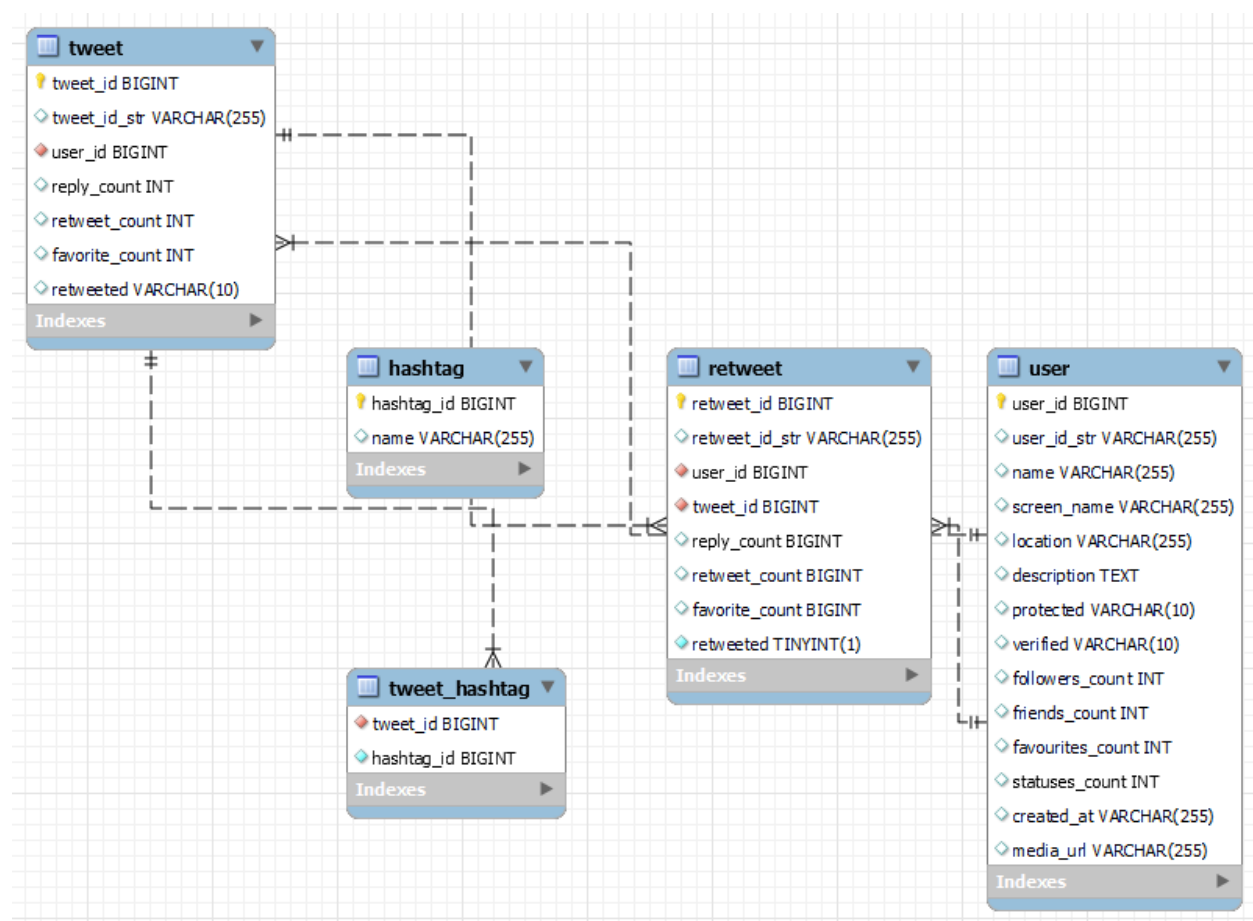 tweet
tweet_id BIGINT
tweet_id_str VARCHAR(255)
user_id BIGINT
reply_count INT
retweet_count INT
favorite_count INT
retweeted VARCHAR(10)
Indexes
hashtag
hashtag_id BIGINT
name VARCHAR(255)
Indexes
retweet
retweet_id BIGINT
retweet_id_str VARCHAR(255)
user_id BIGINT
tweet_id BIGINT
reply_count BIGINT
retweet_count BIGINT
favorite_count BIGINT
retweeted TINYINT(1)
Indexes
user
user_id BIGINT
user_id_str VARCHAR(255)
name VARCHAR(255)
screen_name VARCHAR(255)
location VARCHAR(255)
description TEXT
protected VARCHAR(10)
verified VARCHAR(10)
followers_count INT
friends_count INT
favourites_count INT
statuses_count INT
created_at VARCHAR(255)
media_url VARCHAR(255)
Indexes
tweet_hashtag
tweet_id BIGINT
hashtag_id BIGINT
Indexes